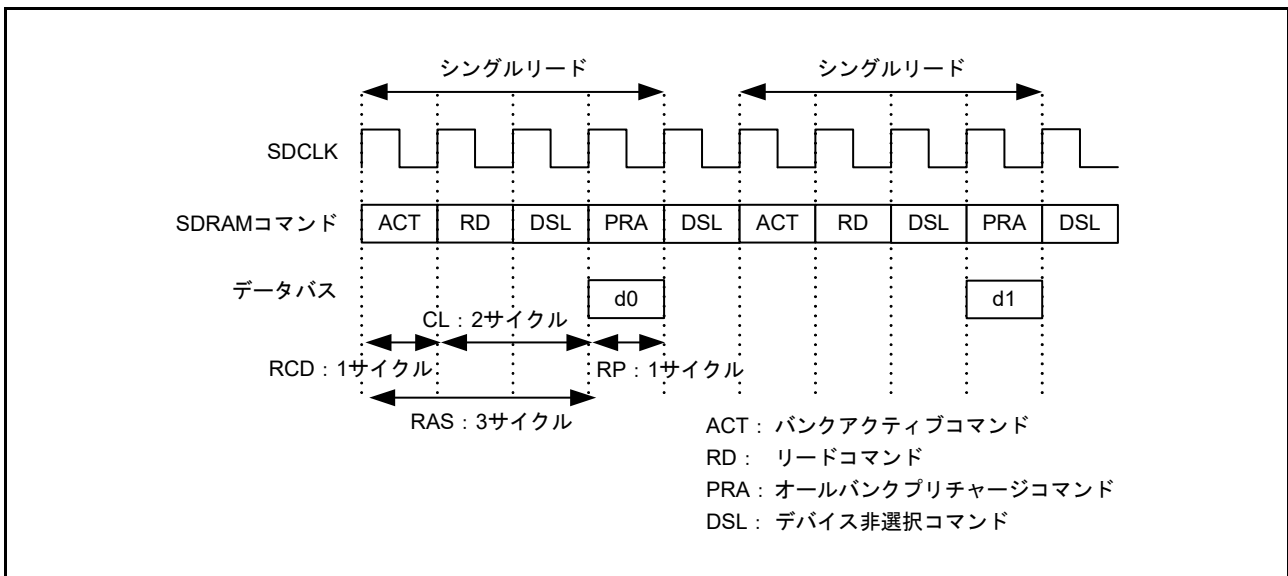 シングルリード シングルリード
SDCLK
SDRAMコマンド ACT RD DSL PRA DSL ACT RD DSL PRA DSL
データバス d0 d1
CL：2サイクル
RCD：1サイクル RP：1サイクル
RAS：3サイクル
ACT： バンクアクティブコマンド
RD： リードコマンド
PRA： オールバンクプリチャージコマンド
DSL： デバイス非選択コマンド